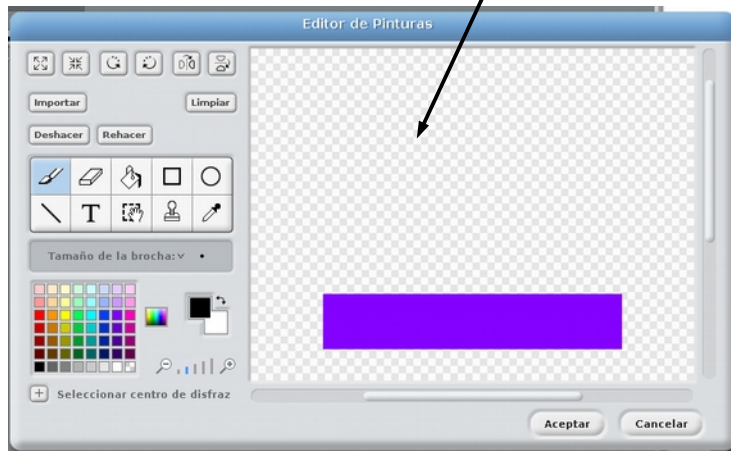 Editor de Pinturas
Importar
Limpiar
Deshacer
Rehacer
T
Tamaño de la brocha:
Seleccionar centro de disfraz
Aceptar
Cancelar